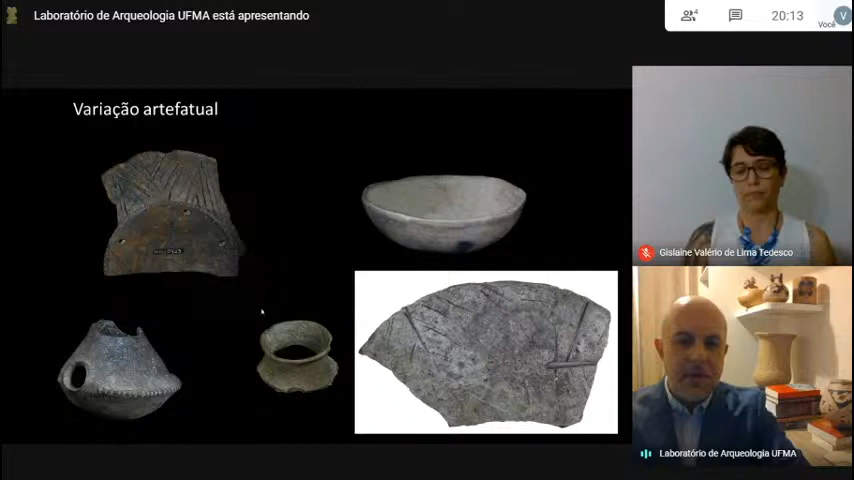 Laboratório de Arqueologia UFMA está apresentando
4
20:13
Você
V
Variação artefatual
Gislaine Valério de Lima Tedesco
Laboratório de Arqueologia UFMA